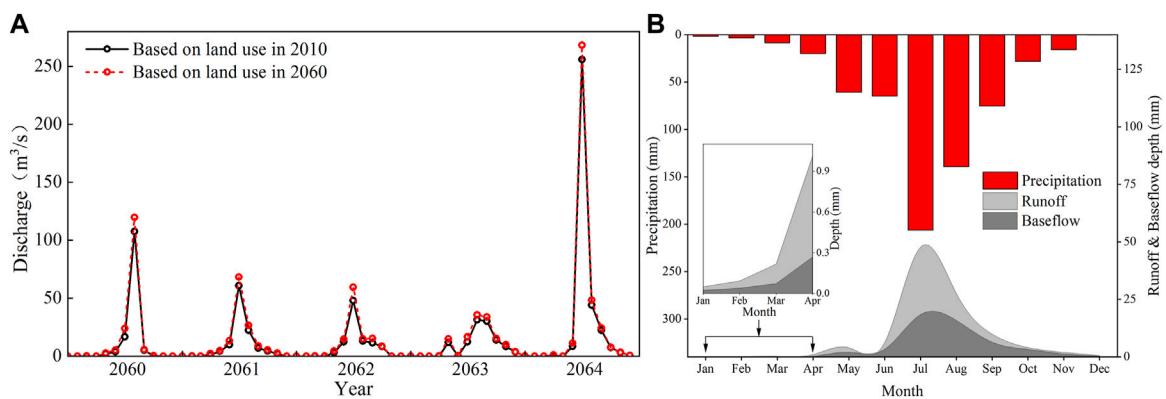 A
Based on land use in 2010
Based on land use in 2060
250
200
150
100
50
0
Discharge（m³/s）
2060 2061 2062 2063 2064
Year
B
0
50
100
150
200
250
300
Precipitation (mm)
125
100
75
50
25
0
Runoff & Baseflow depth (mm)
Precipitation
Runoff
Baseflow
0.9
0.6
0.3
0.0
Depth (mm)
Jan Feb Mar Apr
Month
Jan Feb Mar Apr May Jun Jul Aug Sep Oct Nov Dec
Month